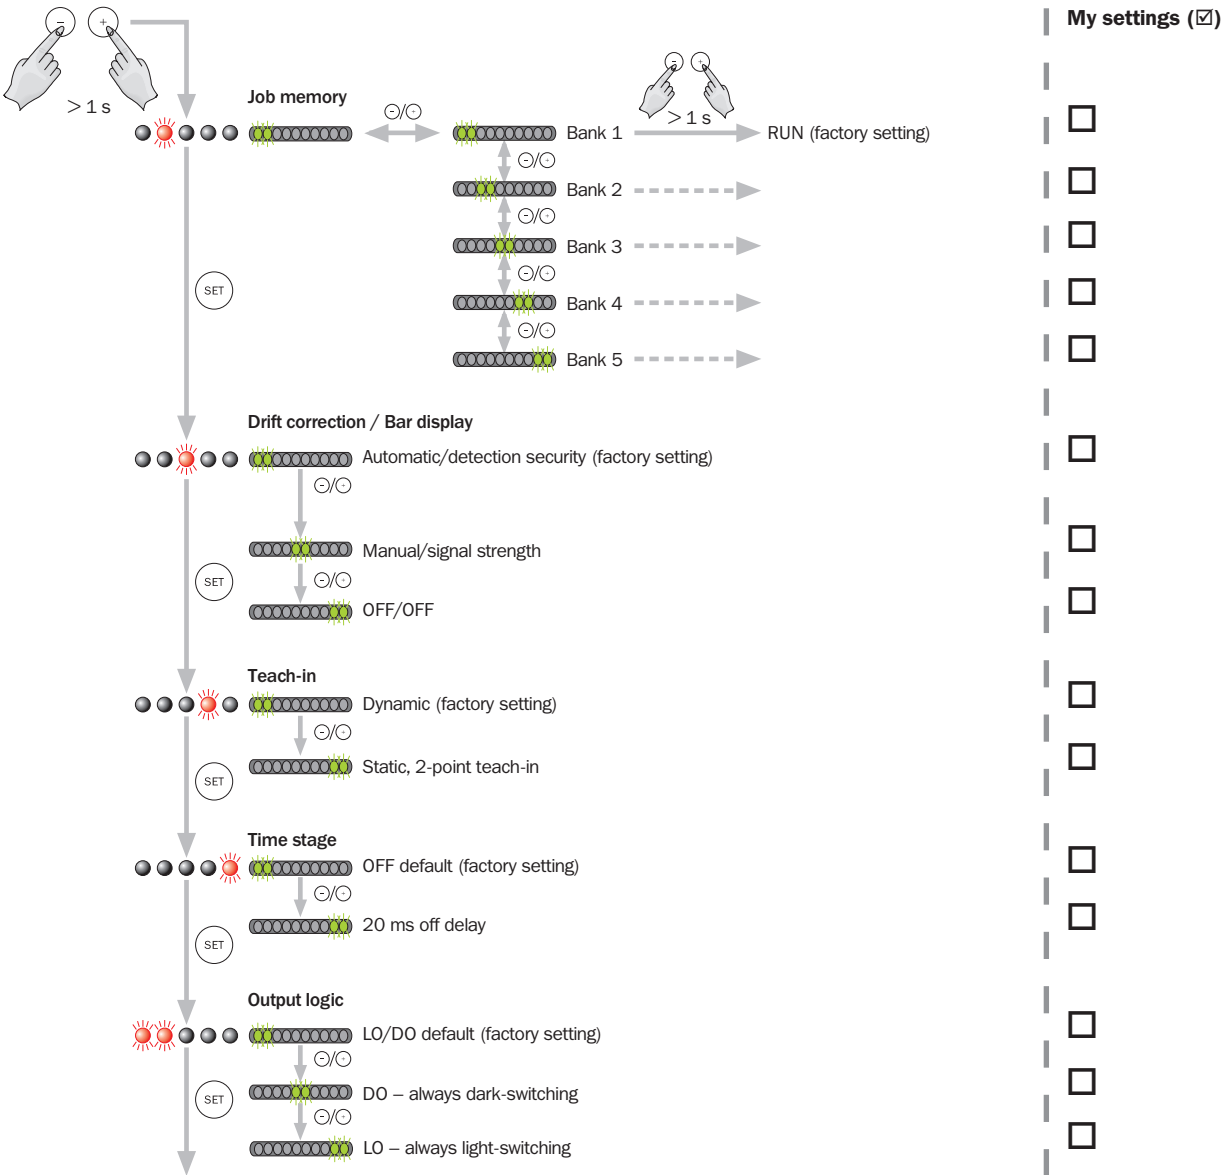 My settings (☑)
− +
> 1 s
− +
> 1 s
Job memory
−/+
Bank 1
RUN (factory setting)
−/+
Bank 2
−/+
Bank 3
−/+
Bank 4
−/+
Bank 5
SET
Drift correction / Bar display
Automatic/detection security (factory setting)
−/+
Manual/signal strength
−/+
SET
OFF/OFF
Teach-in
Dynamic (factory setting)
−/+
Static, 2-point teach-in
SET
Time stage
OFF default (factory setting)
−/+
20 ms off delay
SET
Output logic
LO/DO default (factory setting)
−/+
DO – always dark-switching
SET
−/+
LO – always light-switching